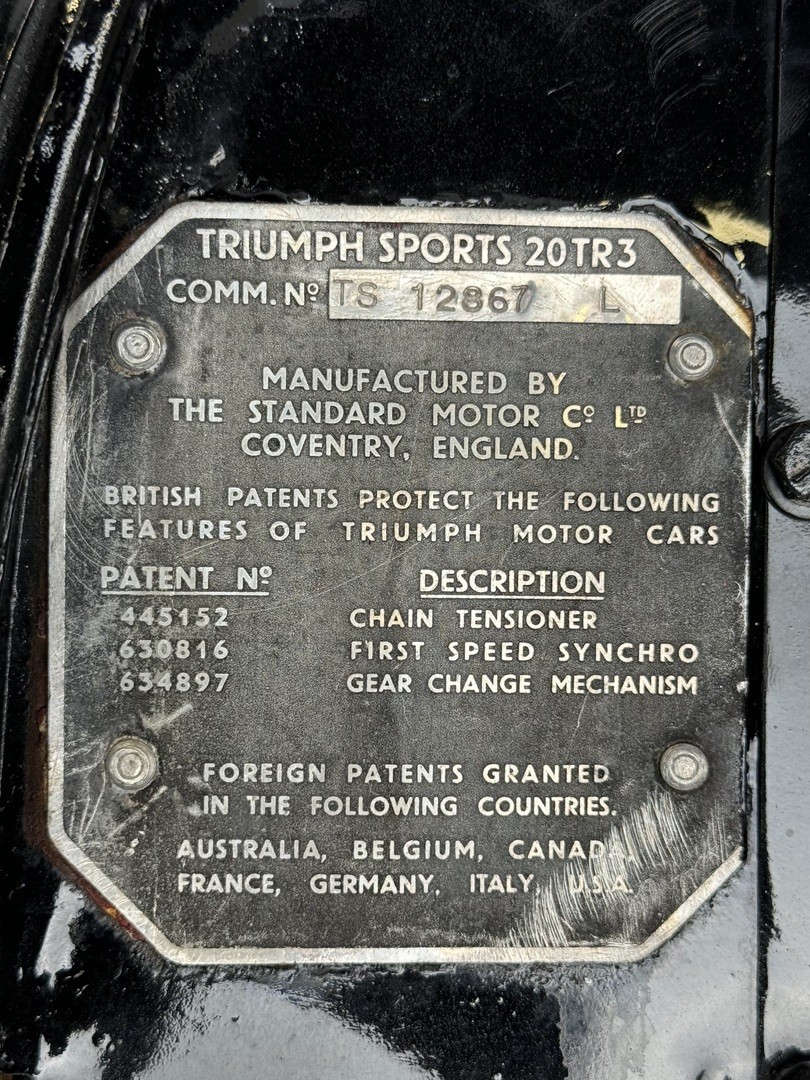 TRIUMPH SPORTS 20TR3
COMM. Nº TS 12867 L
MANUFACTURED BY
THE STANDARD MOTOR Cº LTD
COVENTRY, ENGLAND.
BRITISH PATENTS PROTECT THE FOLLOWING
FEATURES OF TRIUMPH MOTOR CARS
PATENT Nº DESCRIPTION
445152 CHAIN TENSIONER
630816 FIRST SPEED SYNCHRO
634897 GEAR CHANGE MECHANISM
FOREIGN PATENTS GRANTED
IN THE FOLLOWING COUNTRIES.
AUSTRALIA, BELGIUM, CANADA,
FRANCE, GERMANY, ITALY, U.S.A.